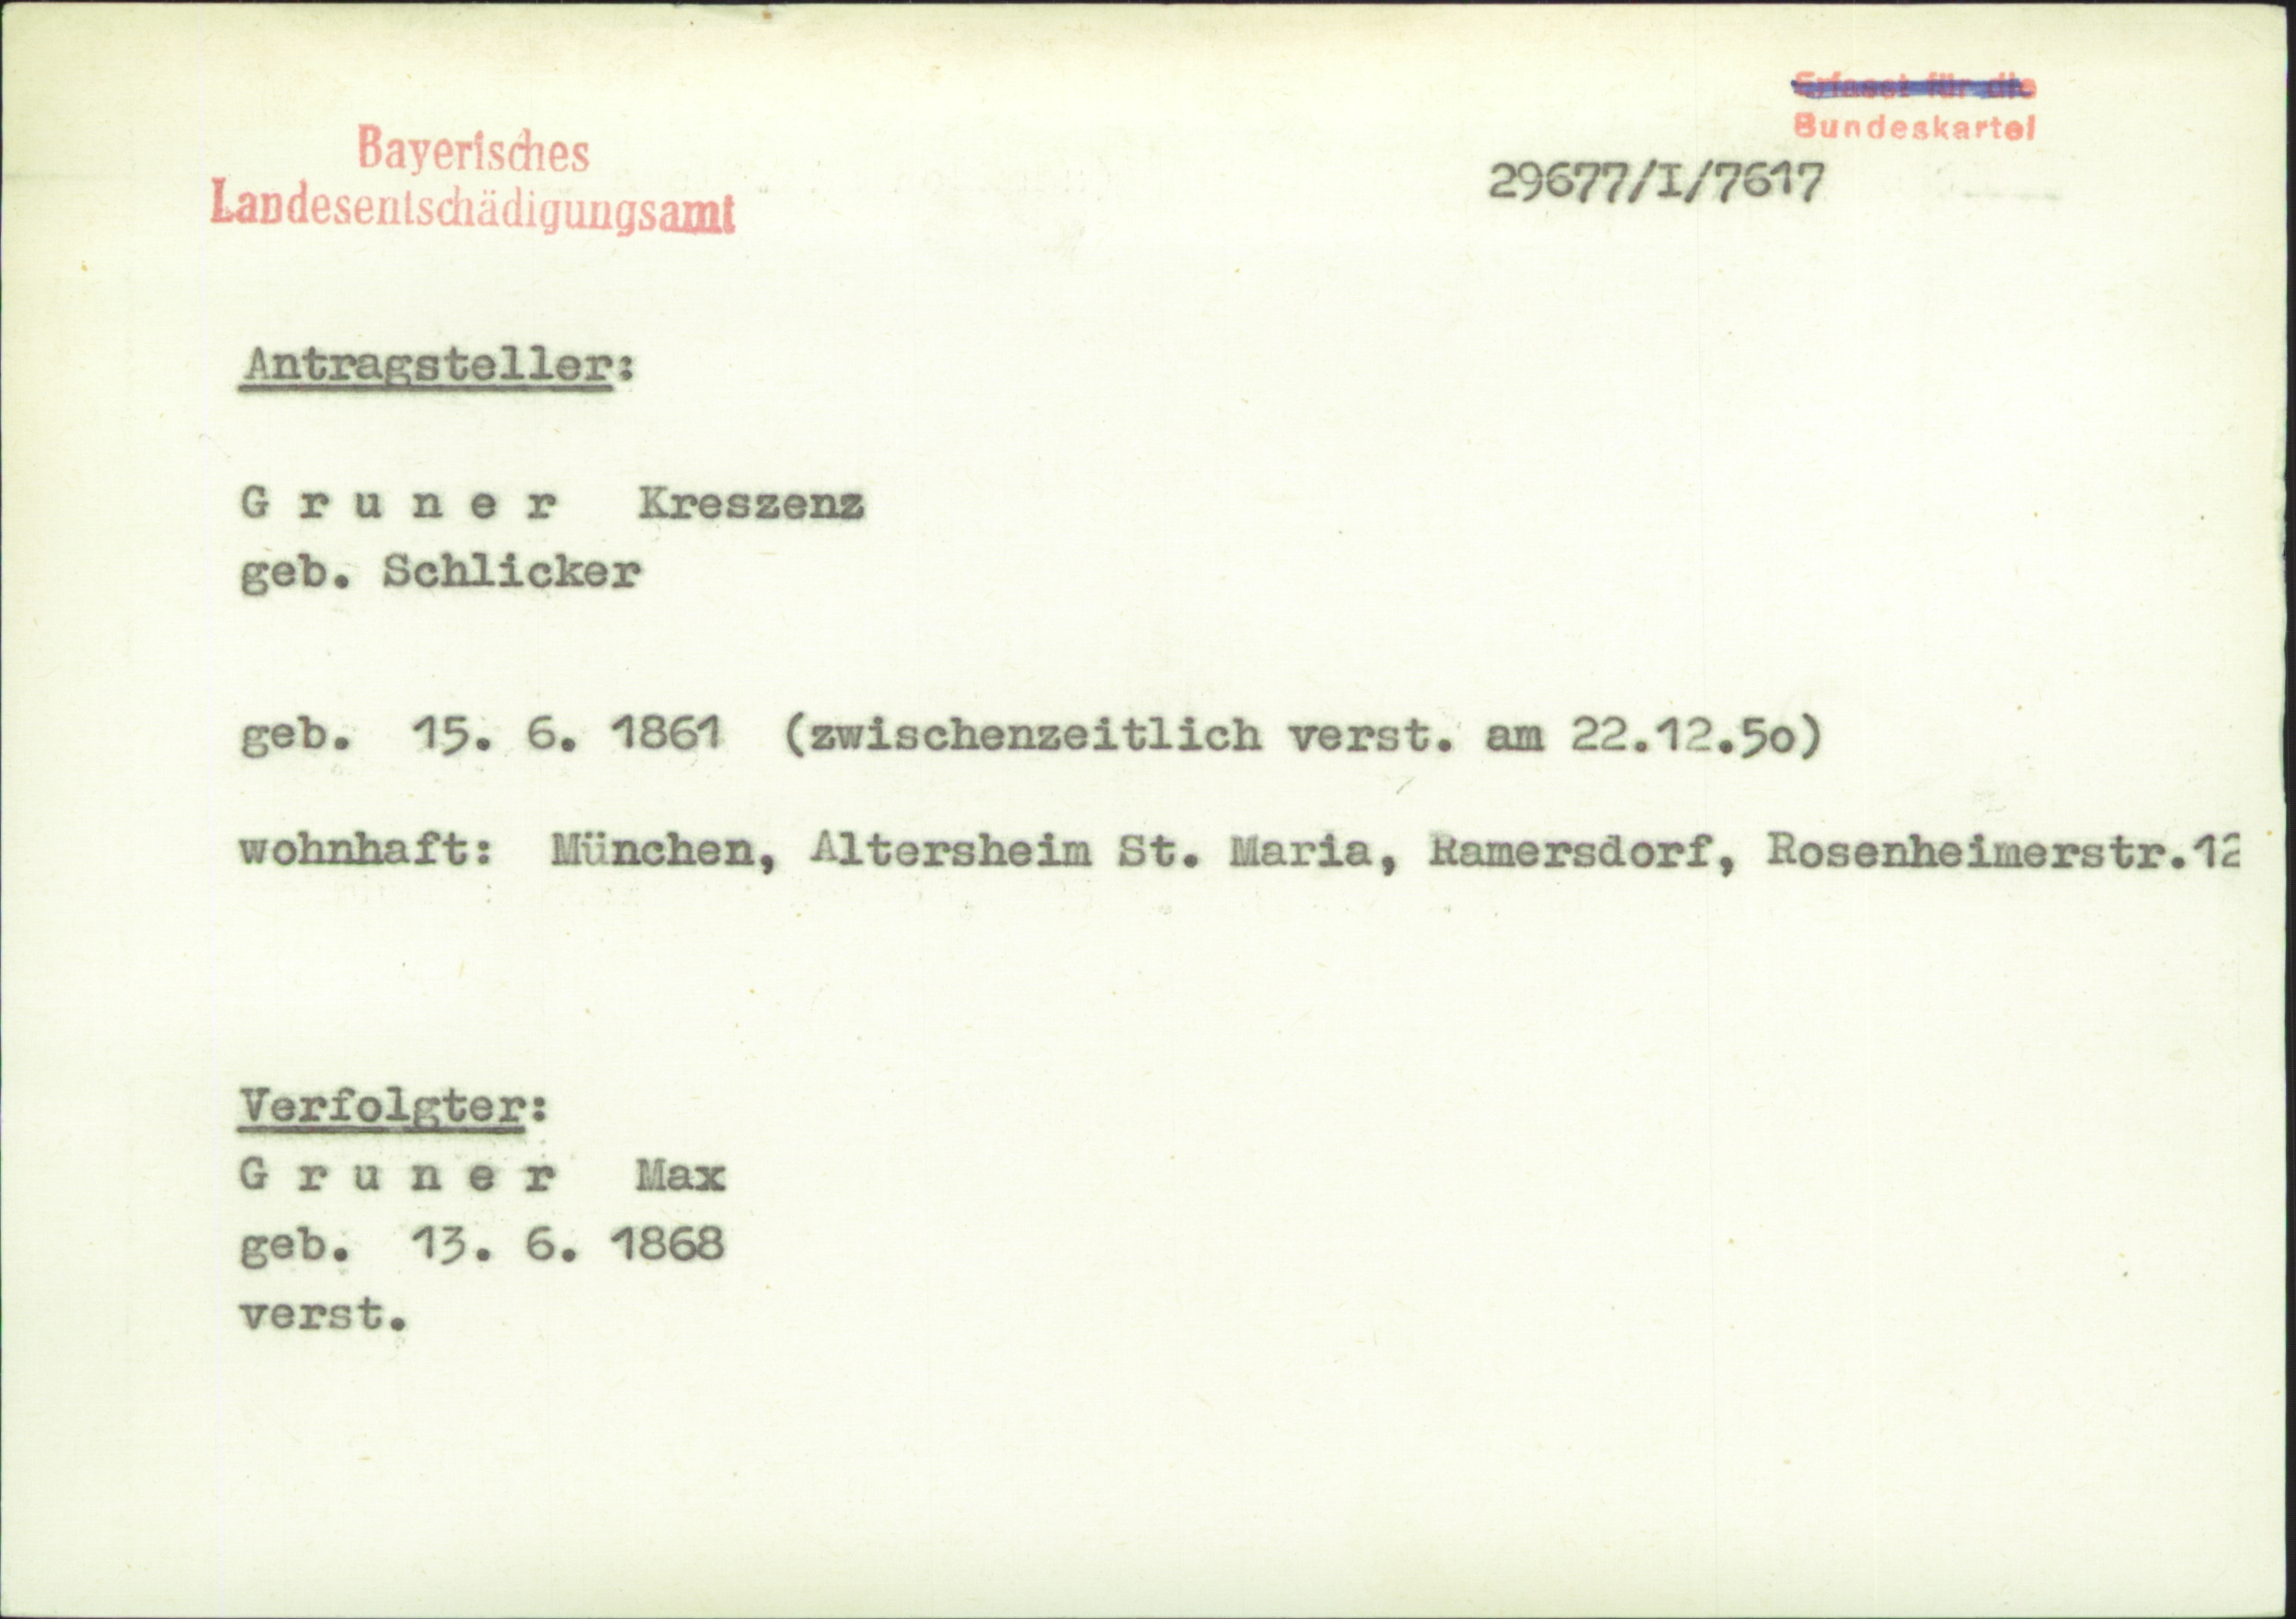 Erfasst für die
Bundeskartei
Bayerisches
Landesentschädigungsamt
29677/I/7617
Antragsteller:
G r u n e r Kreszenz
geb. Schlicker
geb. 15. 6. 1861 (zwischenzeitlich verst. am 22.12.5o)
wohnhaft: München, Altersheim St. Maria, Ramersdorf, Rosenheimerstr.12
Verfolgter:
G r u n e r Max
geb. 13. 6. 1868
verst.